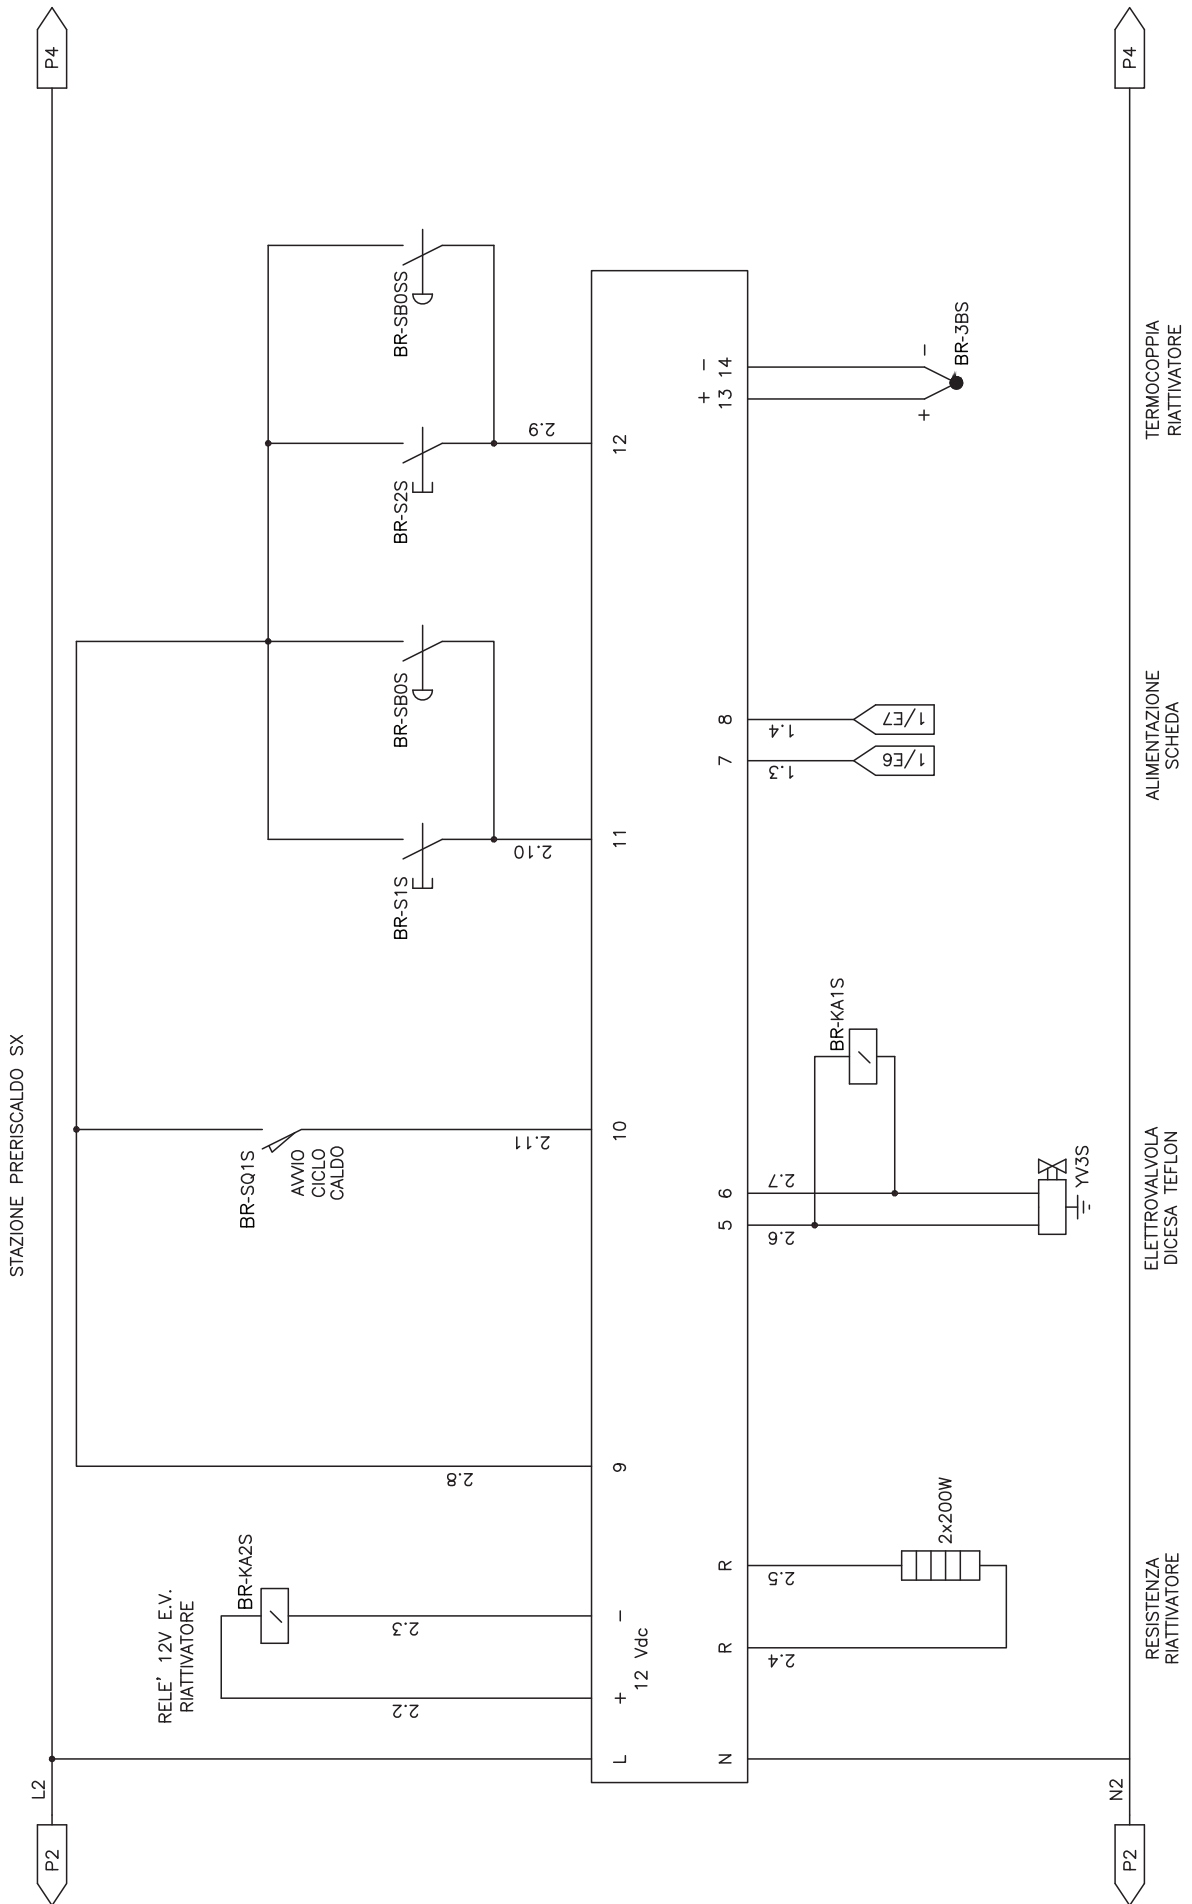 STAZIONE PRERISCALDO SX
P2
L2
P4
RELE' 12V E.V.
RIATTIVATORE
BR-KA2S
2.2
2.3
2.8
BR-SQ1S
AVVIO
CICLO
CALDO
2.11
BR-S1S
2.10
BR-SB0S
BR-S2S
2.9
BR-SB0SS
L
+
-
12 Vdc
9
10
11
12
N
R
R
5
6
7
8
+
-
13
14
2.4
2.5
2x200W
2.6
2.7
BR-KA1S
YV3S
1.3
1.4
1/E6
1/E7
+
-
BR-3BS
P2
N2
P4
RESISTENZA
RIATTIVATORE
ELETTROVALVOLA
DICESA TEFLON
ALIMENTAZIONE
SCHEDA
TERMOCOPPIA
RIATTIVATORE